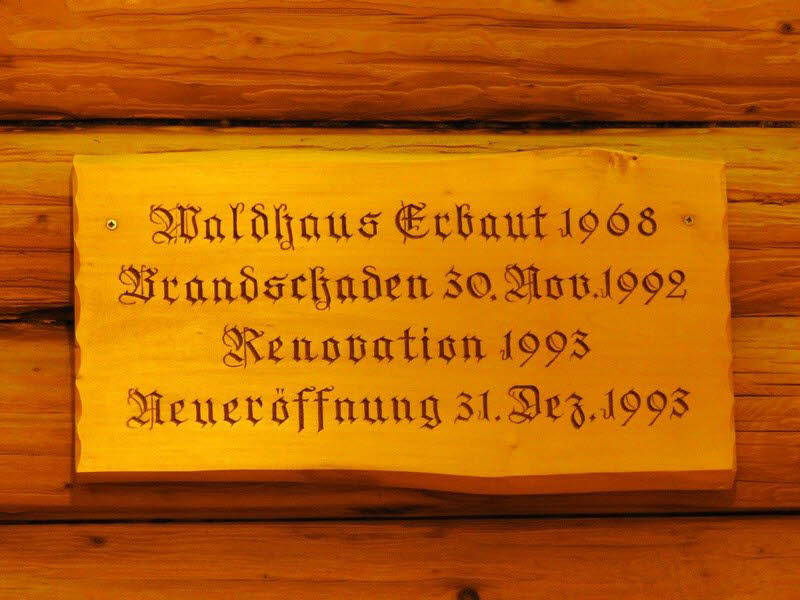 Waldhaus Erbaut 1968
Brandschaden 30. Nov. 1992
Renovation 1993
Neueröffnung 31. Dez. 1993